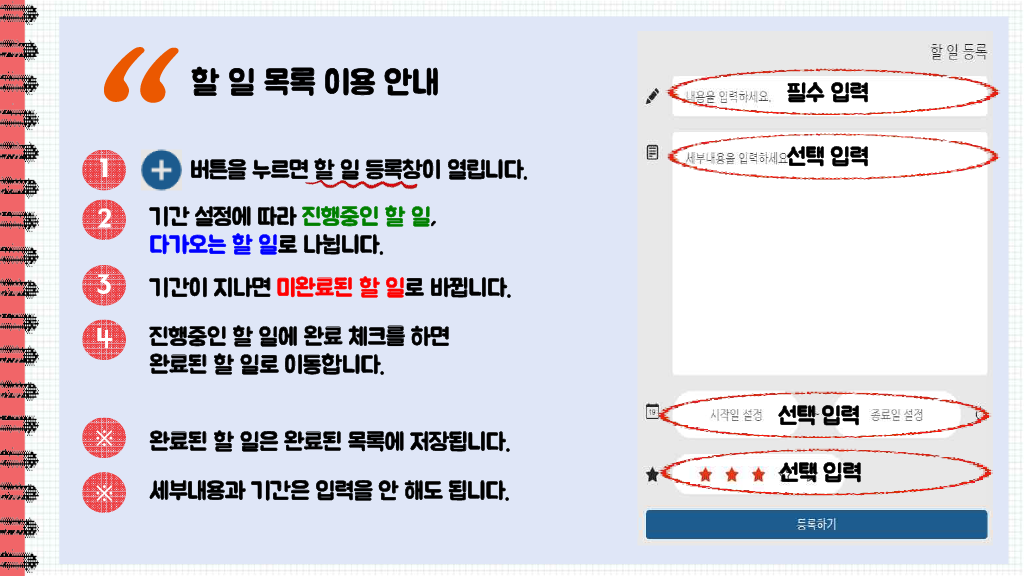 할 일 목록 이용 안내
1 + 버튼을 누르면 할 일 등록창이 열립니다.
2 기간 설정에 따라 진행중인 할 일,
다가오는 할 일로 나뉩니다.
3 기간이 지나면 미완료된 할 일로 바뀝니다.
4 진행중인 할 일에 완료 체크를 하면
완료된 할 일로 이동합니다.
※ 완료된 할 일은 완료된 목록에 저장됩니다.
※ 세부내용과 기간은 입력을 안 해도 됩니다.
할 일 등록
내용을 입력하세요. 필수 입력
세부내용을 입력하세요 선택 입력
19 시작일 설정 선택 입력 종료일 설정
선택 입력
등록하기